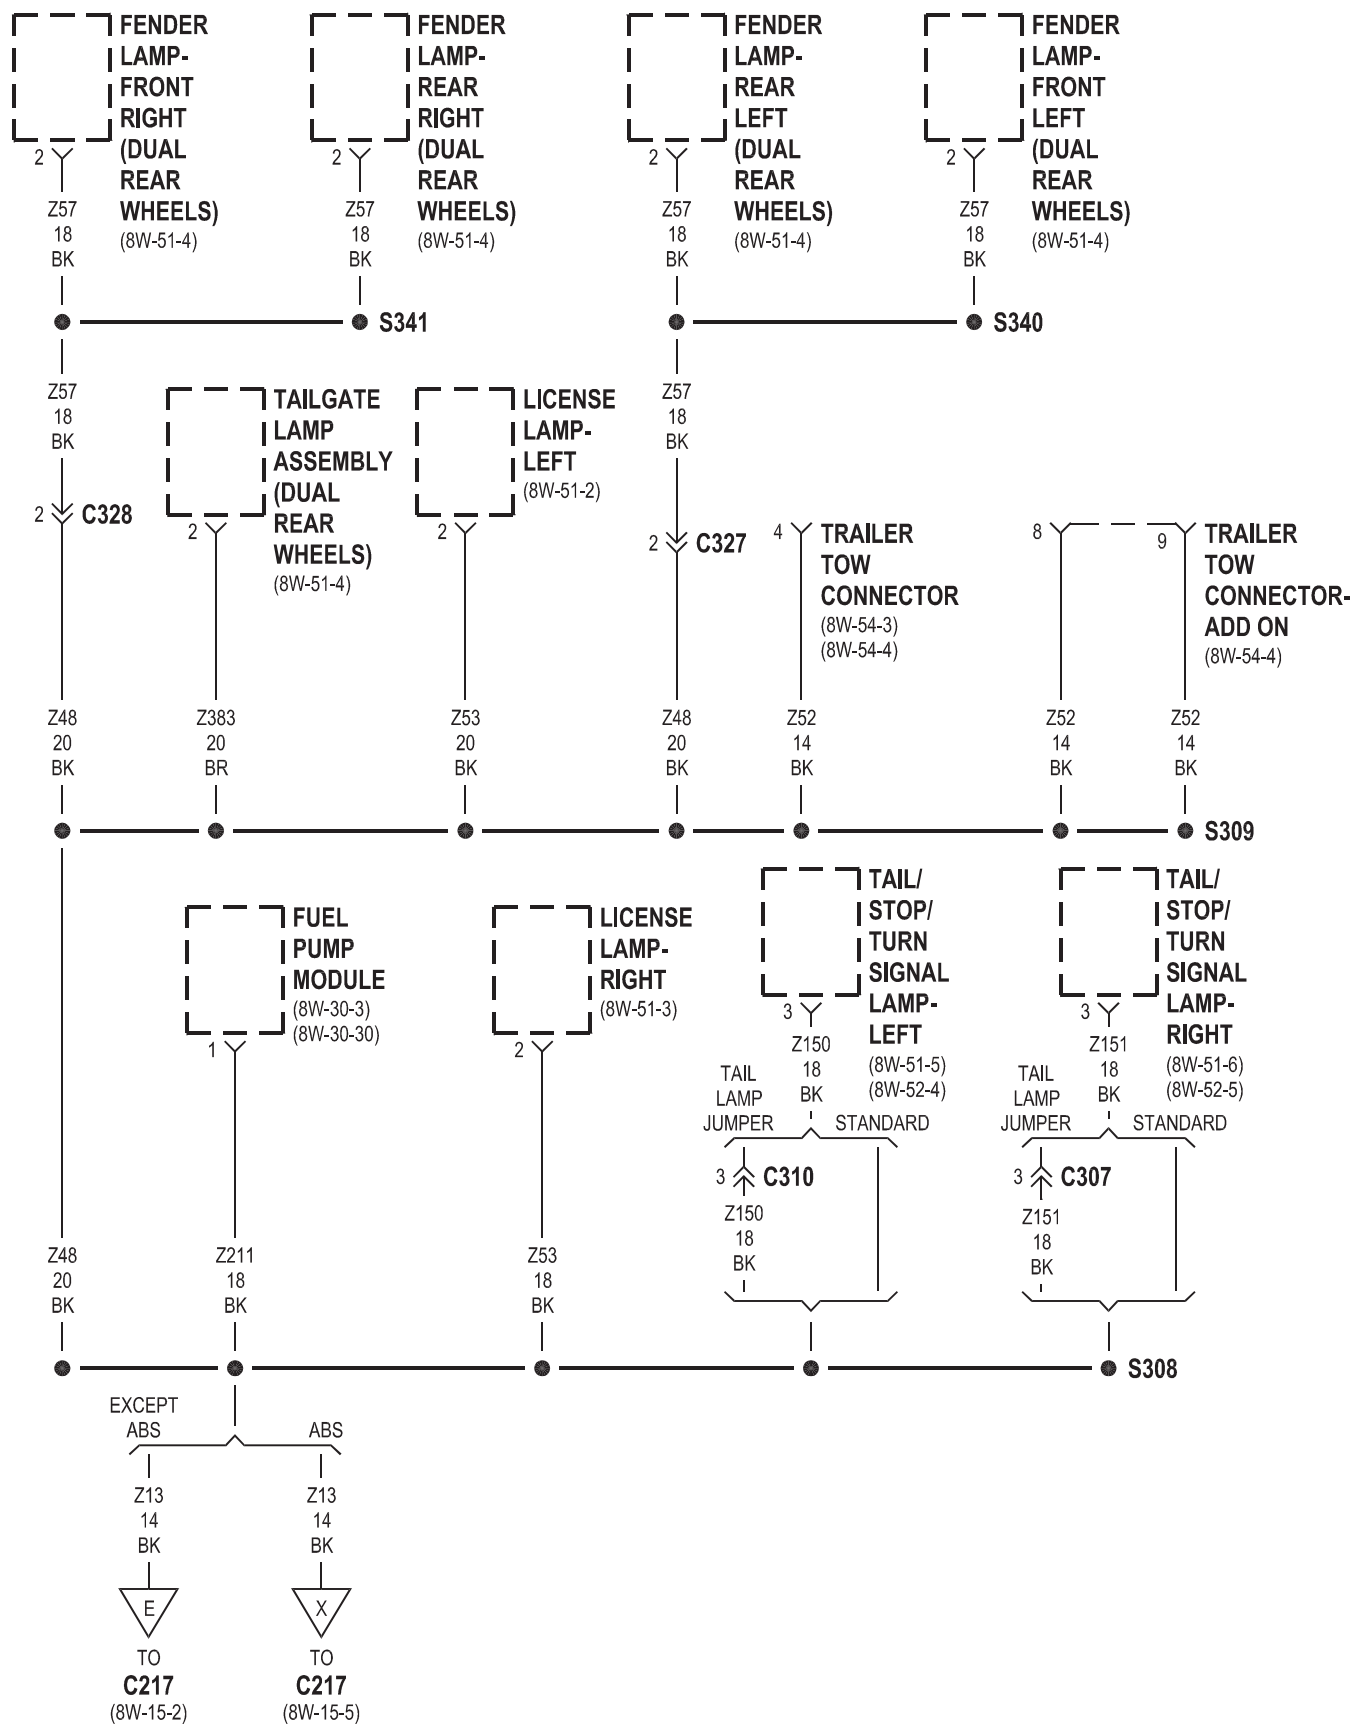 FENDER
LAMP-
FRONT
RIGHT
(DUAL
REAR
WHEELS)
(8W-51-4)
2
Z57
18
BK
FENDER
LAMP-
REAR
RIGHT
(DUAL
REAR
WHEELS)
(8W-51-4)
2
Z57
18
BK
S341
FENDER
LAMP-
REAR
LEFT
(DUAL
REAR
WHEELS)
(8W-51-4)
2
Z57
18
BK
FENDER
LAMP-
FRONT
LEFT
(DUAL
REAR
WHEELS)
(8W-51-4)
2
Z57
18
BK
S340
Z57
18
BK
2
C328
Z48
20
BK
TAILGATE
LAMP
ASSEMBLY
(DUAL
REAR
WHEELS)
(8W-51-4)
2
Z383
20
BR
LICENSE
LAMP-
LEFT
(8W-51-2)
2
Z53
20
BK
Z57
18
BK
2
C327
Z48
20
BK
4
TRAILER
TOW
CONNECTOR
(8W-54-3)
(8W-54-4)
Z52
14
BK
8
9
TRAILER
TOW
CONNECTOR-
ADD ON
(8W-54-4)
Z52
14
BK
Z52
14
BK
S309
Z48
20
BK
FUEL
PUMP
MODULE
(8W-30-3)
(8W-30-30)
1
Z211
18
BK
LICENSE
LAMP-
RIGHT
(8W-51-3)
2
Z53
18
BK
TAIL/
STOP/
TURN
SIGNAL
LAMP-
LEFT
(8W-51-5)
(8W-52-4)
3
Z150
18
BK
TAIL
LAMP
JUMPER
STANDARD
3
C310
Z150
18
BK
TAIL/
STOP/
TURN
SIGNAL
LAMP-
RIGHT
(8W-51-6)
(8W-52-5)
3
Z151
18
BK
TAIL
LAMP
JUMPER
STANDARD
3
C307
Z151
18
BK
S308
EXCEPT
ABS
ABS
Z13
14
BK
E
TO
C217
(8W-15-2)
Z13
14
BK
X
TO
C217
(8W-15-5)